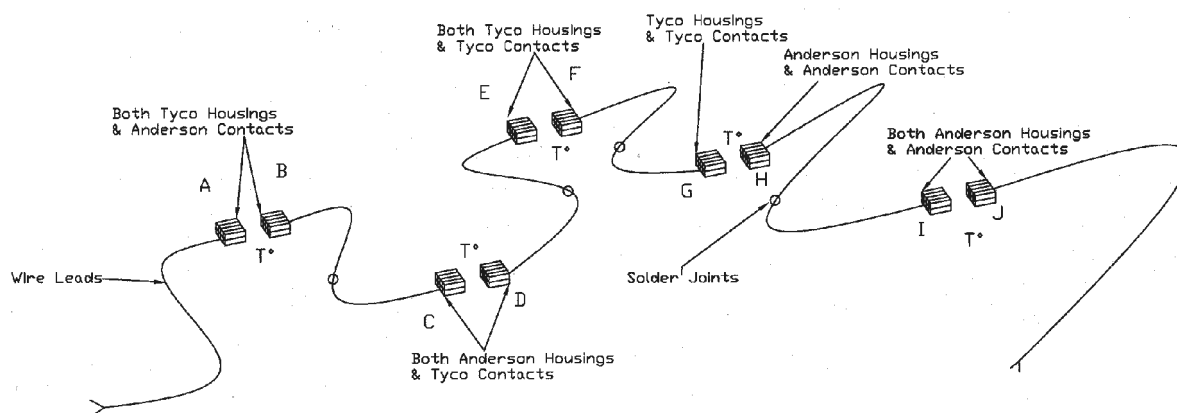 Both Tyco Housings
& Tyco Contacts
Tyco Housings
& Tyco Contacts
Anderson Housings
& Anderson Contacts
E
F
Both Tyco Housings
& Anderson Contacts
T°
T°
G
H
Both Anderson Housings
& Anderson Contacts
A
B
T°
I
J
T°
Wire Leads
T°
C
D
Solder Joints
Both Anderson Housings
& Tyco Contacts